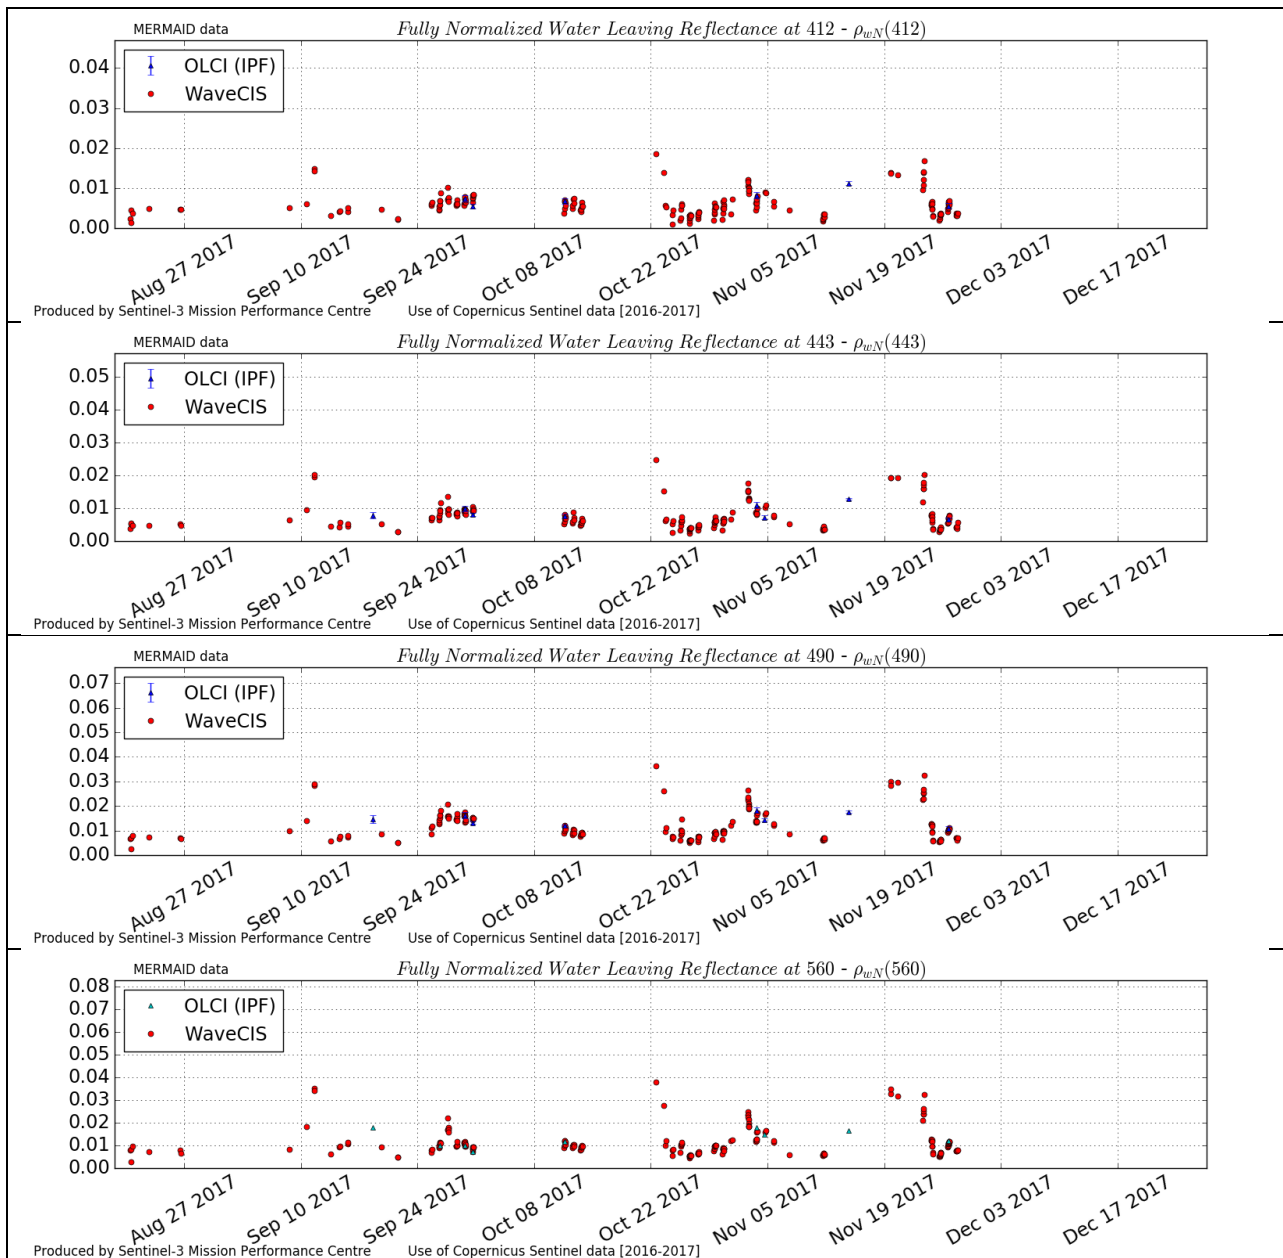 MERMAID data
Fully Normalized Water Leaving Reflectance at 412 - ρwN(412)
OLCI (IPF)
WaveCIS
0.04
0.03
0.02
0.01
0.00
Aug 27 2017 Sep 10 2017 Sep 24 2017 Oct 08 2017 Oct 22 2017 Nov 05 2017 Nov 19 2017 Dec 03 2017 Dec 17 2017
Produced by Sentinel-3 Mission Performance Centre Use of Copernicus Sentinel data [2016-2017]
MERMAID data
Fully Normalized Water Leaving Reflectance at 443 - ρwN(443)
OLCI (IPF)
WaveCIS
0.05
0.04
0.03
0.02
0.01
0.00
Aug 27 2017 Sep 10 2017 Sep 24 2017 Oct 08 2017 Oct 22 2017 Nov 05 2017 Nov 19 2017 Dec 03 2017 Dec 17 2017
Produced by Sentinel-3 Mission Performance Centre Use of Copernicus Sentinel data [2016-2017]
MERMAID data
Fully Normalized Water Leaving Reflectance at 490 - ρwN(490)
OLCI (IPF)
WaveCIS
0.07
0.06
0.05
0.04
0.03
0.02
0.01
0.00
Aug 27 2017 Sep 10 2017 Sep 24 2017 Oct 08 2017 Oct 22 2017 Nov 05 2017 Nov 19 2017 Dec 03 2017 Dec 17 2017
Produced by Sentinel-3 Mission Performance Centre Use of Copernicus Sentinel data [2016-2017]
MERMAID data
Fully Normalized Water Leaving Reflectance at 560 - ρwN(560)
OLCI (IPF)
WaveCIS
0.08
0.07
0.06
0.05
0.04
0.03
0.02
0.01
0.00
Aug 27 2017 Sep 10 2017 Sep 24 2017 Oct 08 2017 Oct 22 2017 Nov 05 2017 Nov 19 2017 Dec 03 2017 Dec 17 2017
Produced by Sentinel-3 Mission Performance Centre Use of Copernicus Sentinel data [2016-2017]